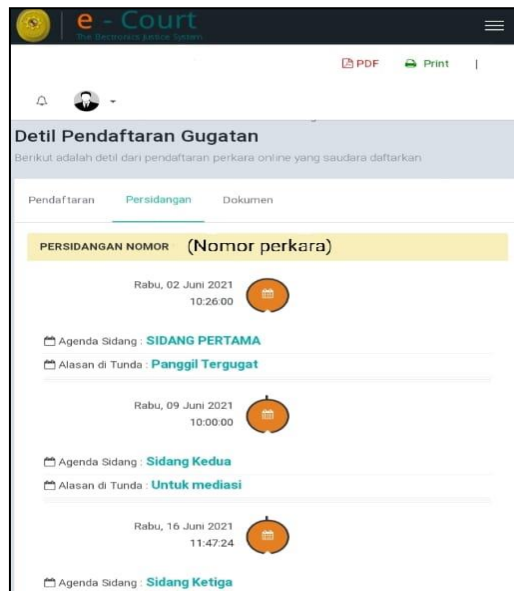 e - Court
The Electronics Justice System
PDF Print |
Detil Pendaftaran Gugatan
Berikut adalah detil dari pendaftaran perkara online yang saudara daftarkan
Pendaftaran Persidangan Dokumen
PERSIDANGAN NOMOR (Nomor perkara)
Rabu, 02 Juni 2021
10:26:00
Agenda Sidang : SIDANG PERTAMA
Alasan di Tunda : Panggil Tergugat
Rabu, 09 Juni 2021
10:00:00
Agenda Sidang : Sidang Kedua
Alasan di Tunda : Untuk mediasi
Rabu, 16 Juni 2021
11:47:24
Agenda Sidang : Sidang Ketiga